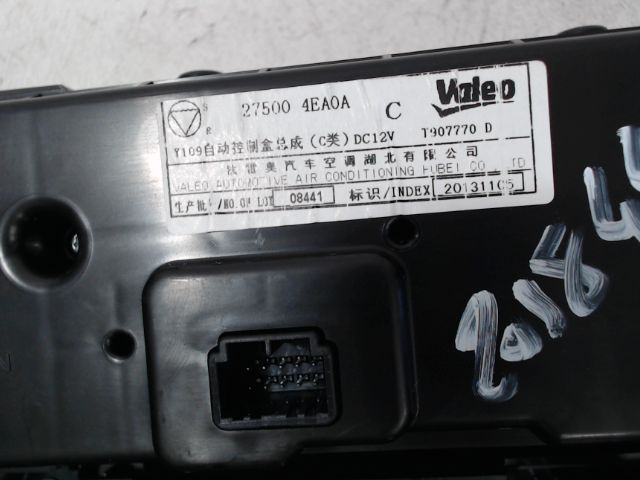 S 27500 4EA0A C Valeo
R
Y109自动控制盒总成 (C类) DC12V T907770 D
法雷奥汽车空调湖北有限公司
VALEO AUTOMOTIVE AIR CONDITIONING HUBEI CO LTD
生产批 /NO.OF LOT 08441 标识/INDEX 201311C5